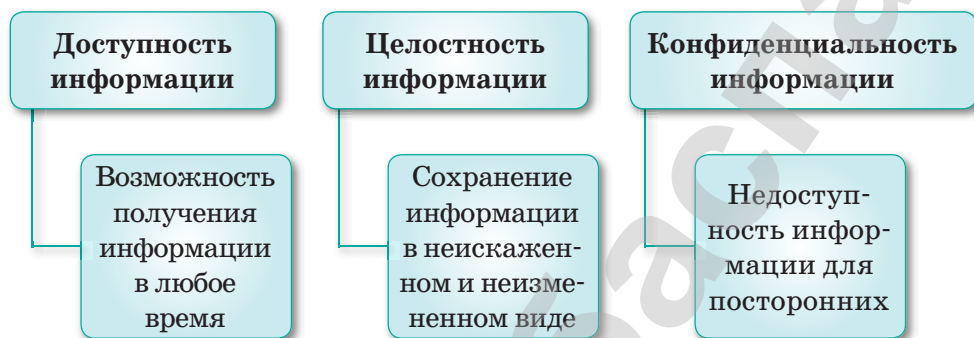 Доступность
информации
Целостность
информации
Конфиденциальность
информации
Возможность
получения
информации
в любое
время
Сохранение
информации
в неискажен-
ном и неизме-
ненном виде
Недоступ-
ность инфор-
мации для
посторонних